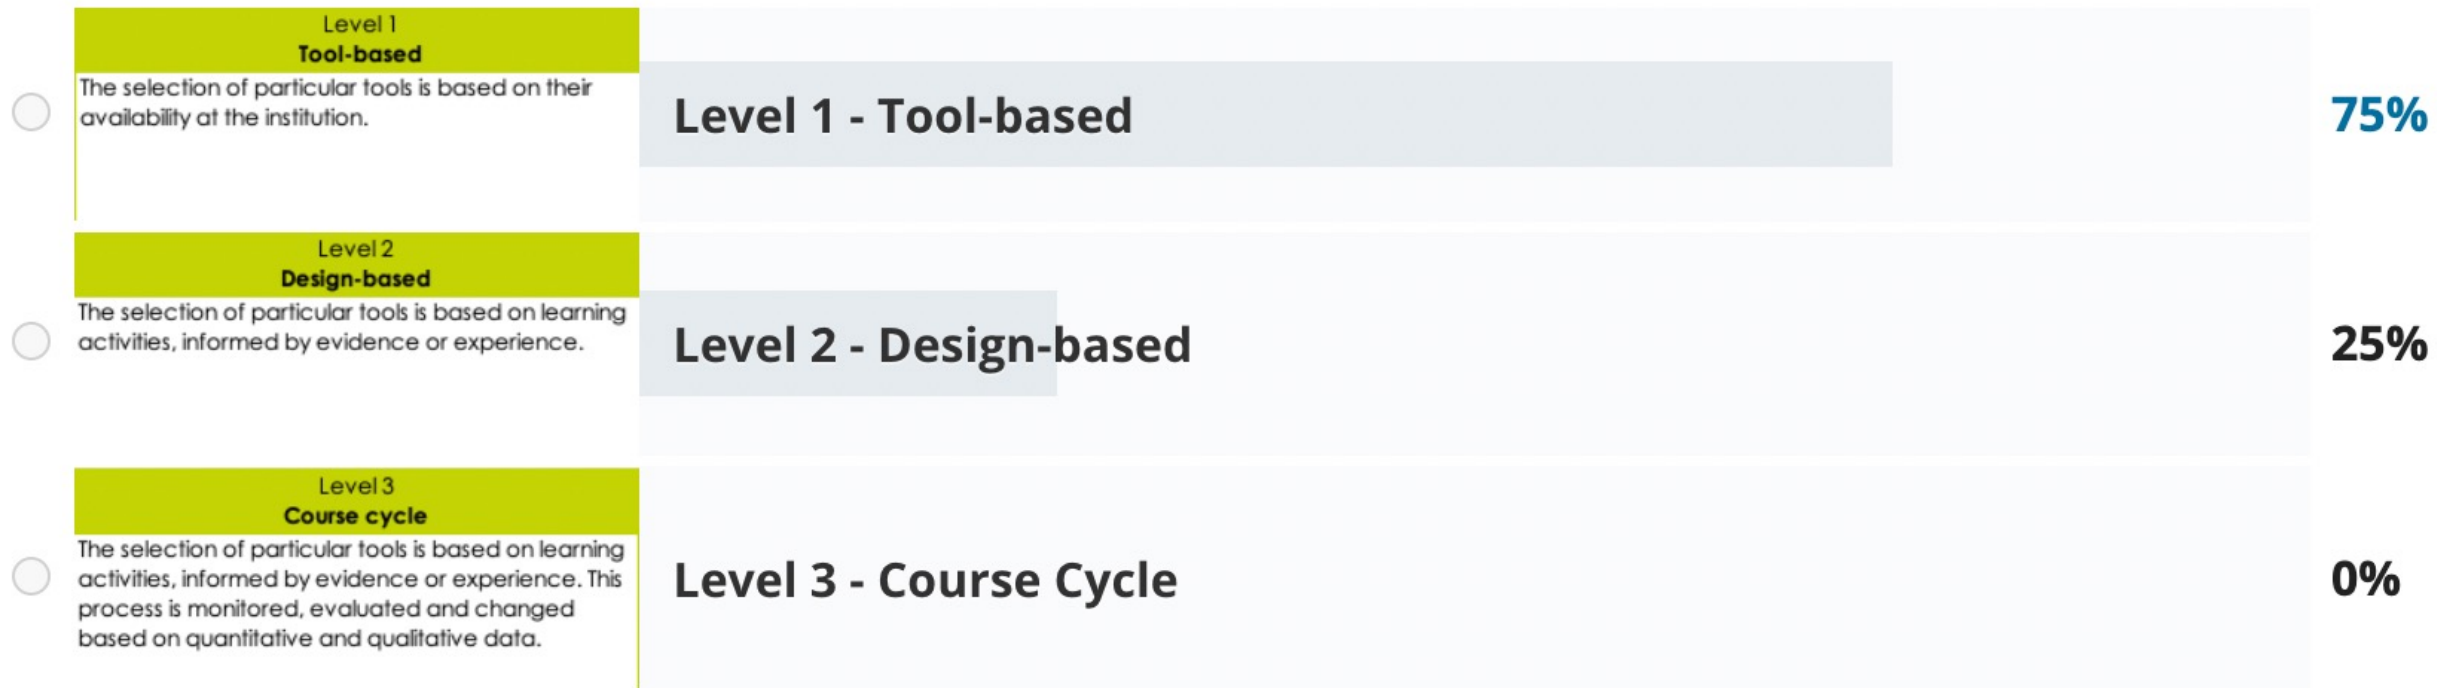 Level 1
Tool-based
The selection of particular tools is based on their
availability at the institution.
Level 1 - Tool-based
75%
Level 2
Design-based
The selection of particular tools is based on learning
activities, informed by evidence or experience.
Level 2 - Design-based
25%
Level 3
Course cycle
The selection of particular tools is based on learning
activities, informed by evidence or experience. This
process is monitored, evaluated and changed
based on quantitative and qualitative data.
Level 3 - Course Cycle
0%